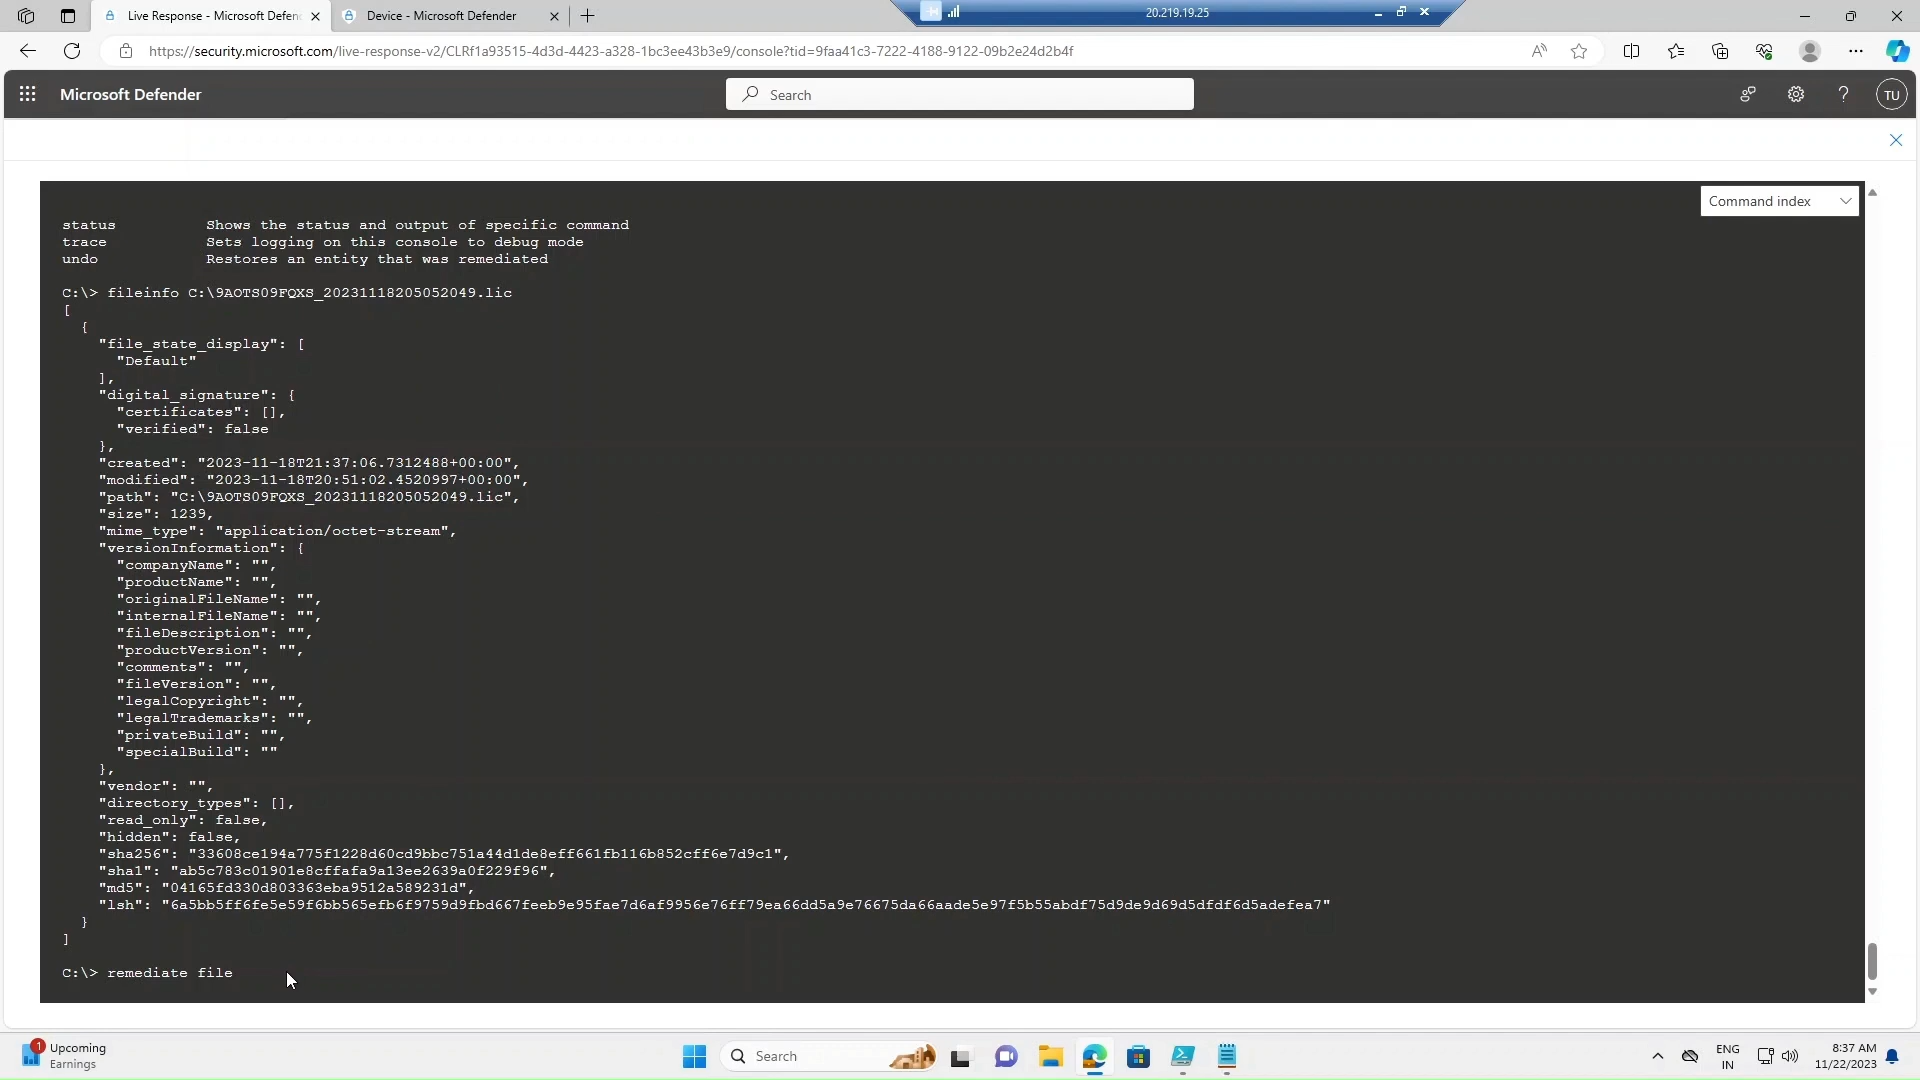 Live Response - Microsoft Defend
Device - Microsoft Defender
20.219.19.25
https://security.microsoft.com/live-response-v2/CLRf1a93515-4d3d-4423-a328-1bc3ee43b3e9/console?tid=9faa41c3-7222-4188-9122-09b2e24d2b4f
Microsoft Defender
Search
TU
Command index
status Shows the status and output of specific command
trace Sets logging on this console to debug mode
undo Restores an entity that was remediated
C:\> fileinfo C:\9AOTS09FQXS_20231118205052049.lic
[
{
"file_state_display": [
"Default"
],
"digital_signature": {
"certificates": [],
"verified": false
},
"created": "2023-11-18T21:37:06.7312488+00:00",
"modified": "2023-11-18T20:51:02.4520997+00:00",
"path": "C:\9AOTS09FQXS_20231118205052049.lic",
"size": 1239,
"mime_type": "application/octet-stream",
"versionInformation": {
"companyName": "",
"productName": "",
"originalFileName": "",
"internalFileName": "",
"fileDescription": "",
"productVersion": "",
"comments": "",
"fileVersion": "",
"legalCopyright": "",
"legalTrademarks": "",
"privateBuild": "",
"specialBuild": ""
},
"vendor": "",
"directory_types": [],
"read_only": false,
"hidden": false,
"sha256": "33608ce194a775f1228d60cd9bbc751a44d1de8eff661fb116b852cff6e7d9c1",
"sha1": "ab5c783c01901e8cffafa9a13ee2639a0f229f96",
"md5": "04165fd330d803363eba9512a589231d",
"lsh": "6a5bb5ff6fe5e59f6bb565efb6f9759d9fbd667feeb9e95fae7d6af9956e76ff79ea66dd5a9e76675da66aade5e97f5b55abdf75d9de9d69d5dfdf6d5adefea7"
}
]
C:\> remediate file
1
Upcoming
Earnings
Search
ENG
IN
8:37 AM
11/22/2023